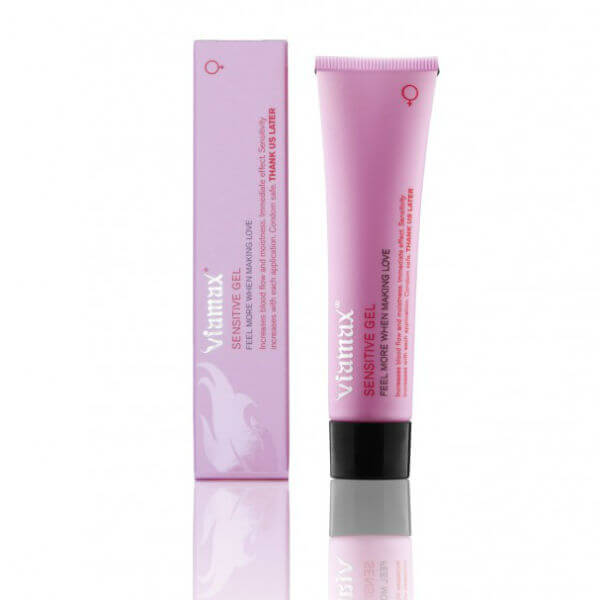 viamax®
SENSITIVE GEL
FEEL MORE WHEN MAKING LOVE
Increases blood flow and moistness. Immediate effect. Sensitivity
increases with each application. Condom safe. THANK US LATER
viamax®
SENSITIVE GEL
FEEL MORE WHEN MAKING LOVE
Increases blood flow and moistness. Immediate effect. Sensitivity
increases with each application. Condom safe. THANK US LATER